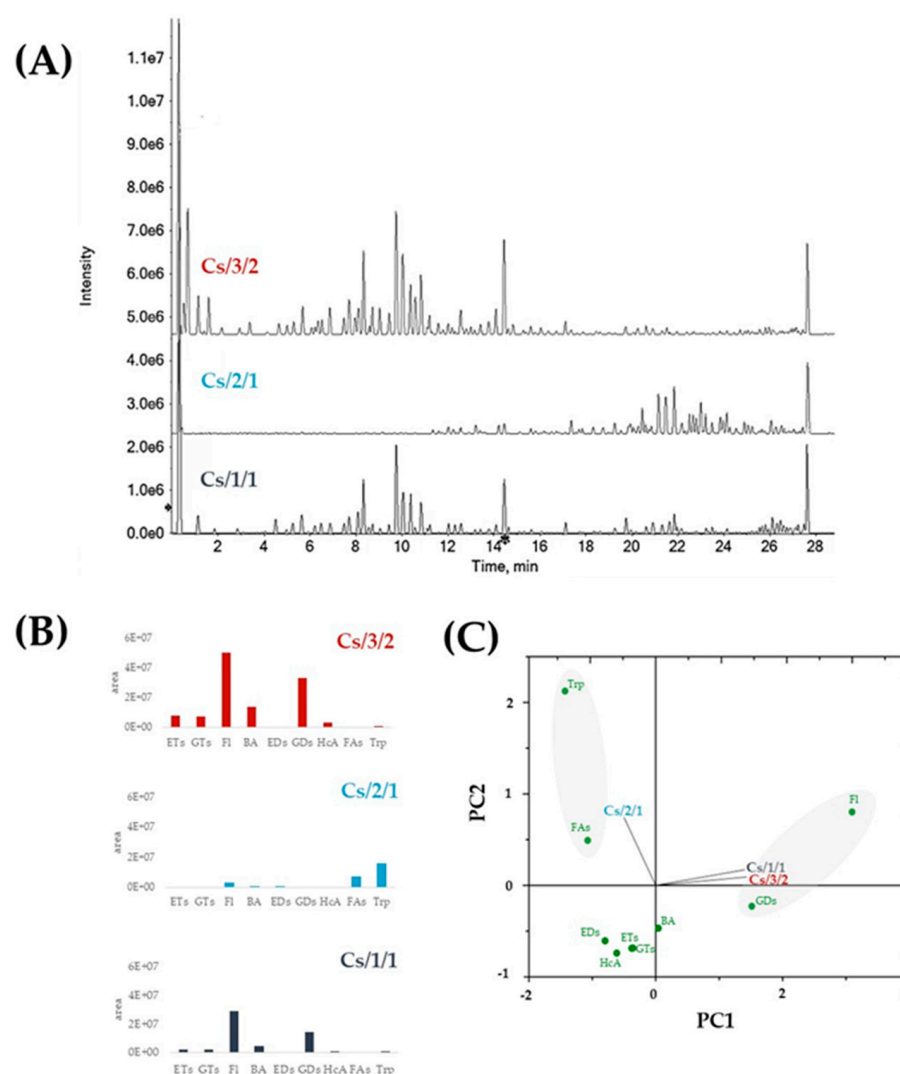 (A)
1.1e7
1.0e7
9.0e6
8.0e6
7.0e6
6.0e6
5.0e6
4.0e6
3.0e6
2.0e6
1.0e6
0.0e0
Intensity
Cs/3/2
Cs/2/1
Cs/1/1
2 4 6 8 10 12 14 16 18 20 22 24 26 28
*
Time, min
(B)
Cs/3/2
6E+07
4E+07
2E+07
0E+00
area
ETs GTs Fl BA EDs GDs HcA FAs Trp
Cs/2/1
6E+07
4E+07
2E+07
0E+00
area
ETs GTs Fl BA EDs GDs HcA FAs Trp
Cs/1/1
6E+07
4E+07
2E+07
0E+00
area
ETs GTs Fl BA EDs GDs HcA FAs Trp
(C)
2
1
0
-1
PC2
Trp
Fl
FAs
Cs/2/1
Cs/1/1
Cs/3/2
GDs
BA
EDs
ETs
GTs
HcA
-2 0 2
PC1